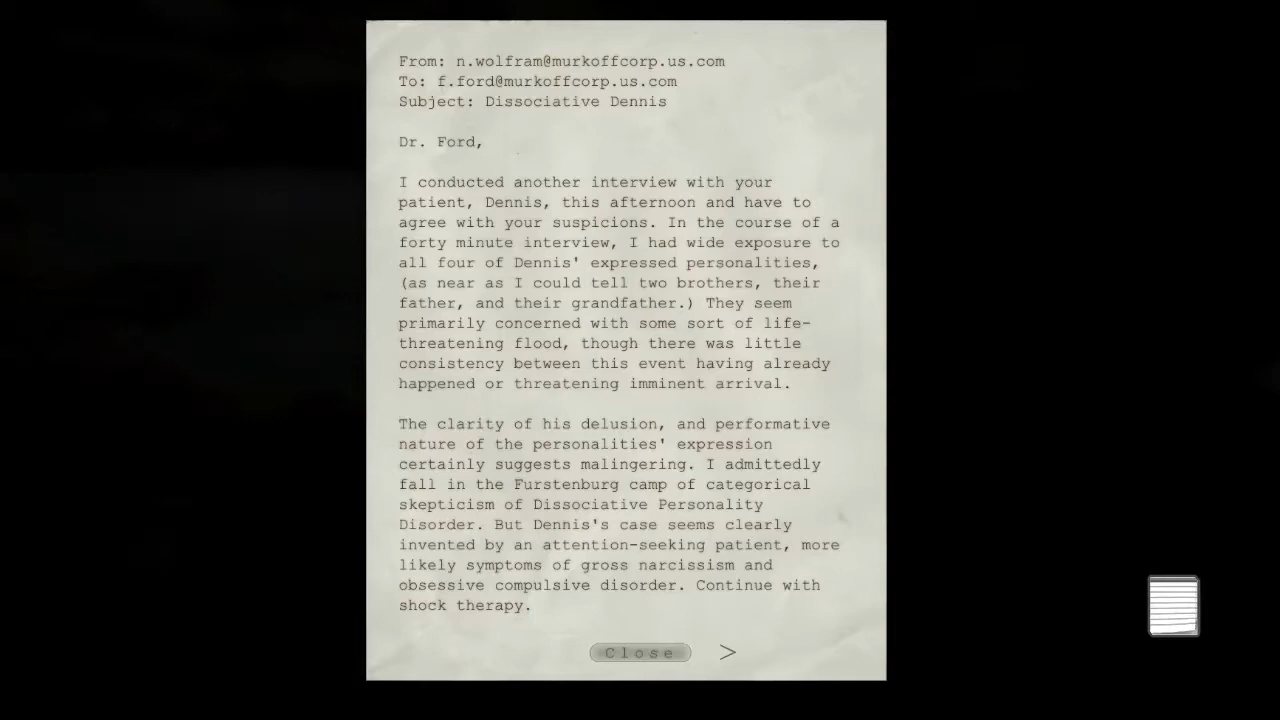 From: n.wolfram@murkoffcorp.us.com
To: f.ford@murkoffcorp.us.com
Subject: Dissociative Dennis
Dr. Ford,
I conducted another interview with your
patient, Dennis, this afternoon and have to
agree with your suspicions. In the course of a
forty minute interview, I had wide exposure to
all four of Dennis' expressed personalities,
(as near as I could tell two brothers, their
father, and their grandfather.) They seem
primarily concerned with some sort of life-
threatening flood, though there was little
consistency between this event having already
happened or threatening imminent arrival.
The clarity of his delusion, and performative
nature of the personalities' expression
certainly suggests malingering. I admittedly
fall in the Furstenburg camp of categorical
skepticism of Dissociative Personality
Disorder. But Dennis's case seems clearly
invented by an attention-seeking patient, more
likely symptoms of gross narcissism and
obsessive compulsive disorder. Continue with
shock therapy.
Close >